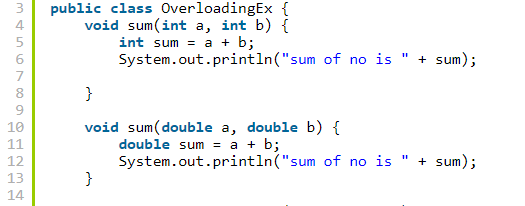 3 public class OverloadingEx {
4 void sum(int a, int b) {
5 int sum = a + b;
6 System.out.println("sum of no is " + sum);
7
8 }
9
10 void sum(double a, double b) {
11 double sum = a + b;
12 System.out.println("sum of no is " + sum);
13 }
14